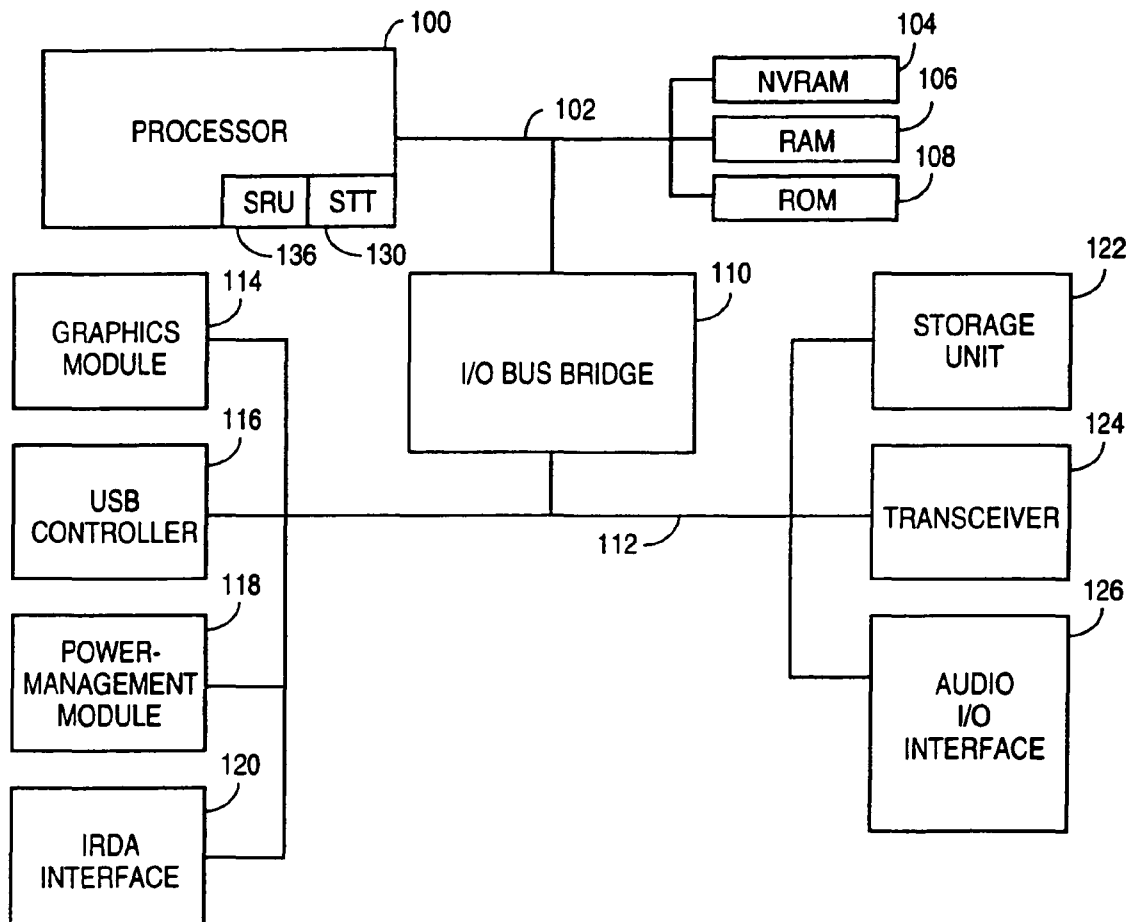 100
PROCESSOR
SRU
STT
136
130
102
104
NVRAM
106
RAM
108
ROM
110
I/O BUS BRIDGE
112
114
GRAPHICS
MODULE
116
USB
CONTROLLER
118
POWER-
MANAGEMENT
MODULE
120
IRDA
INTERFACE
122
STORAGE
UNIT
124
TRANSCEIVER
126
AUDIO
I/O
INTERFACE